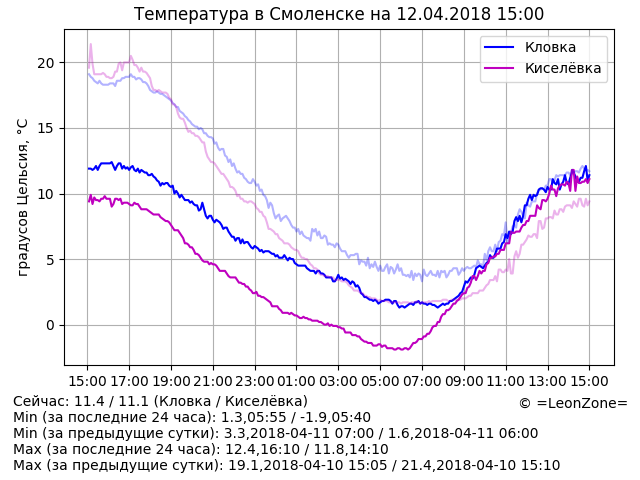 Температура в Смоленске на 12.04.2018 15:00
Кловка
Киселёвка
градусов Цельсия, °C
20
15
10
5
0
15:00 17:00 19:00 21:00 23:00 01:00 03:00 05:00 07:00 09:00 11:00 13:00 15:00
Сейчас: 11.4 / 11.1 (Кловка / Киселёвка)
© =LeonZone=
Min (за последние 24 часа): 1.3,05:55 / -1.9,05:40
Min (за предыдущие сутки): 3.3,2018-04-11 07:00 / 1.6,2018-04-11 06:00
Max (за последние 24 часа): 12.4,16:10 / 11.8,14:10
Max (за предыдущие сутки): 19.1,2018-04-10 15:05 / 21.4,2018-04-10 15:10